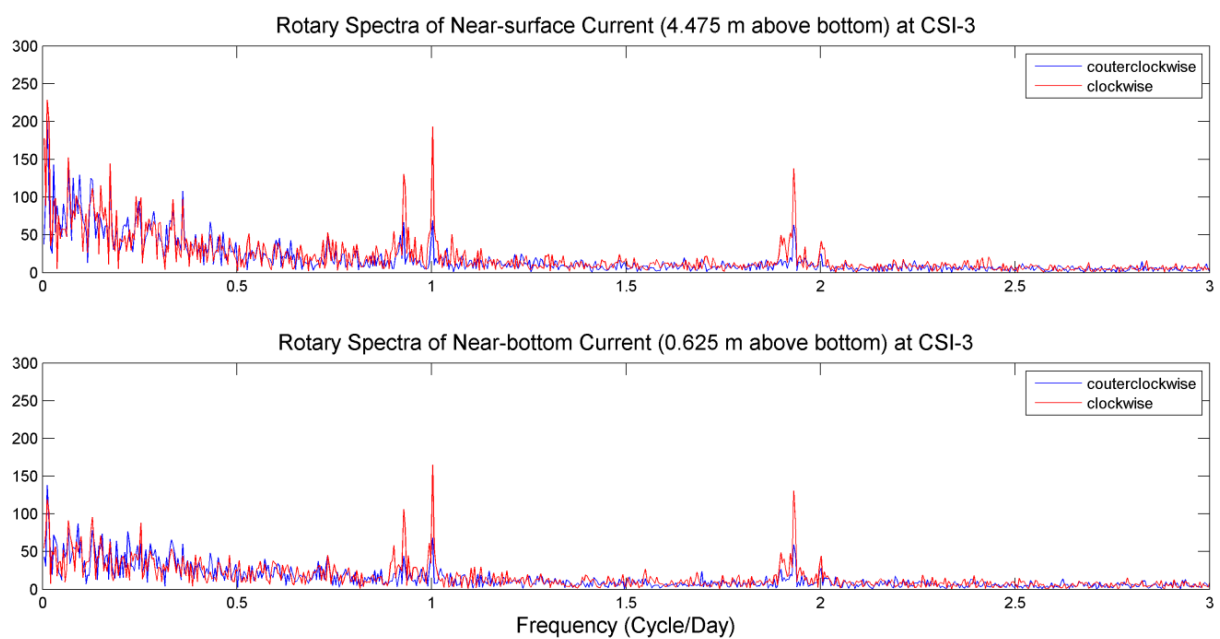 Rotary Spectra of Near-surface Current (4.475 m above bottom) at CSI-3
300
250
200
150
100
50
0
couterclockwise
clockwise
0 0.5 1 1.5 2 2.5 3
Rotary Spectra of Near-bottom Current (0.625 m above bottom) at CSI-3
300
250
200
150
100
50
0
couterclockwise
clockwise
0 0.5 1 1.5 2 2.5 3
Frequency (Cycle/Day)